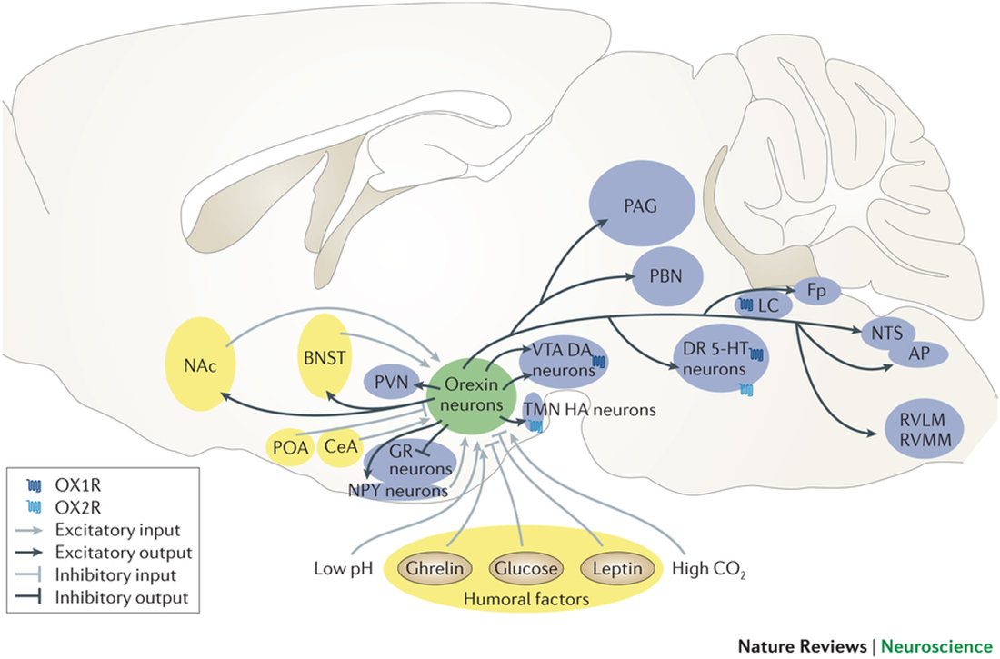 PAG
PBN
Fp
LC
NTS
AP
NAc
BNST
PVN
Orexin
neurons
VTA DA
neurons
DR 5-HT
neurons
TMN HA neurons
POA
CeA
GR
neurons
NPY neurons
RVLM
RVMM
OX1R
OX2R
Excitatory input
Excitatory output
Inhibitory input
Inhibitory output
Low pH
Ghrelin
Glucose
Leptin
High CO₂
Humoral factors
Nature Reviews | Neuroscience